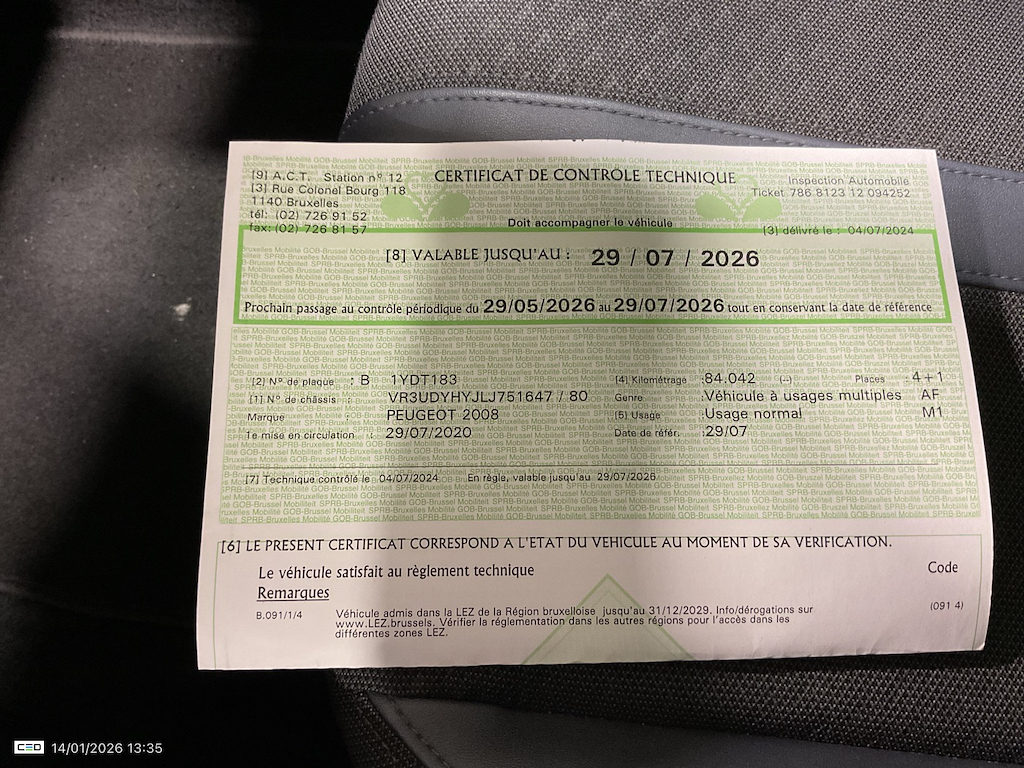 [9] A.C.T. Station n° 12
[3] Rue Colonel Bourg 118
1140 Bruxelles
tél: (02) 726 91 52
fax: (02) 726 81 57
CERTIFICAT DE CONTROLE TECHNIQUE
Doit accompagner le véhicule
Inspection Automobile
Ticket 786 8123 12 094252
[3] délivré le : 04/07/2024
[8] VALABLE JUSQU'AU : 29 / 07 / 2026
Prochain passage au contrôle périodique du 29/05/2026 au 29/07/2026 tout en conservant la date de référence
[2] N° de plaque : B 1YDT183
[1] N° de châssis : VR3UDYHYJLJ751647 / 80
Marque : PEUGEOT 2008
1e mise en circulation : 29/07/2020
[4] Kilométrage :84.042 (--) Places : 4+1
Genre :Véhicule à usages multiples AF
[5] Usage :Usage normal M1
Date de référ. :29/07
[7] Technique contrôlé le 04/07/2024 En règle, valable jusqu'au 29/07/2026
[6] LE PRESENT CERTIFICAT CORRESPOND A L'ETAT DU VEHICULE AU MOMENT DE SA VERIFICATION.
Le véhicule satisfait au règlement technique
Code
Remarques
B.091/1/4 Véhicule admis dans la LEZ de la Région bruxelloise jusqu'au 31/12/2029. Info/dérogations sur (091 4)
www.LEZ.brussels. Vérifier la réglementation dans les autres régions pour l'accès dans les
différentes zones LEZ.
14/01/2026 13:35